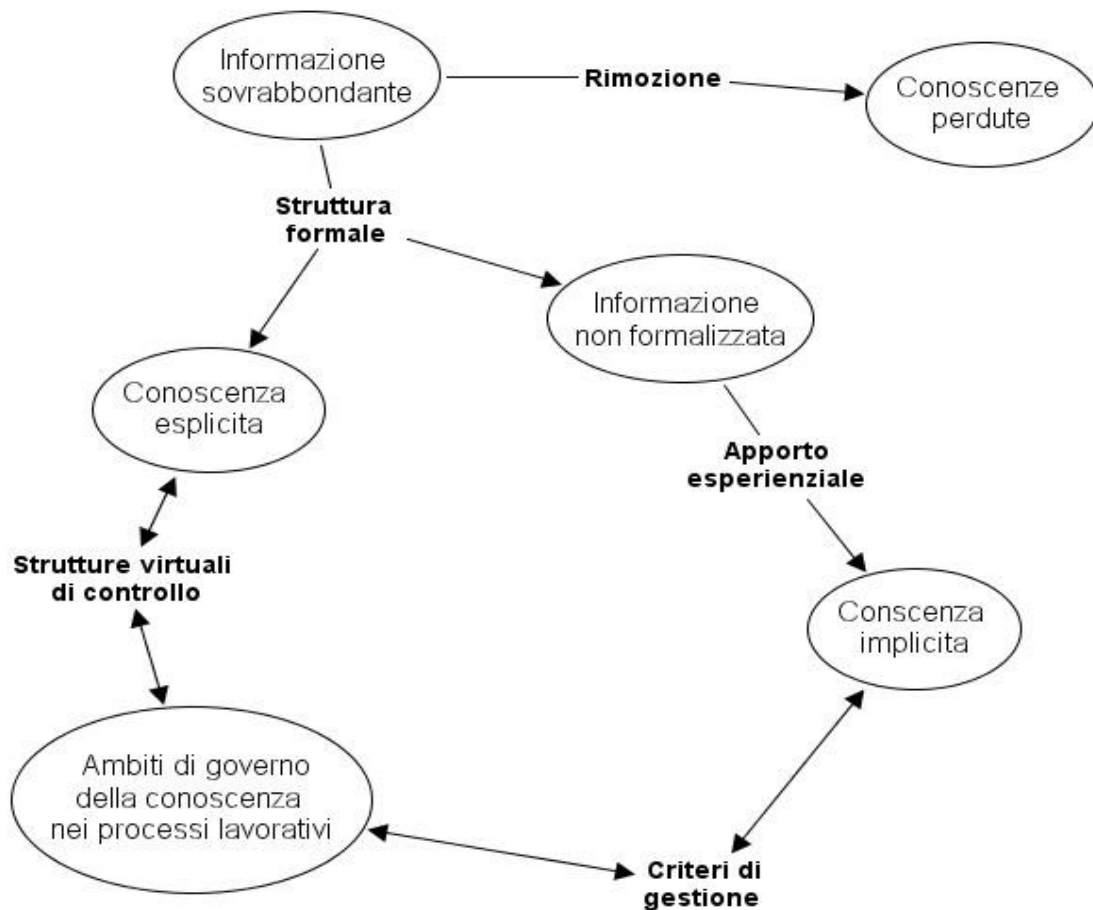 Informazione
sovrabbondante
Rimozione
Conoscenze
perdute
Struttura
formale
Informazione
non formalizzata
Conoscenza
esplicita
Apporto
esperienziale
Strutture virtuali
di controllo
Conscenza
implicita
Ambiti di governo
della conoscenza
nei processi lavorativi
Criteri di
gestione